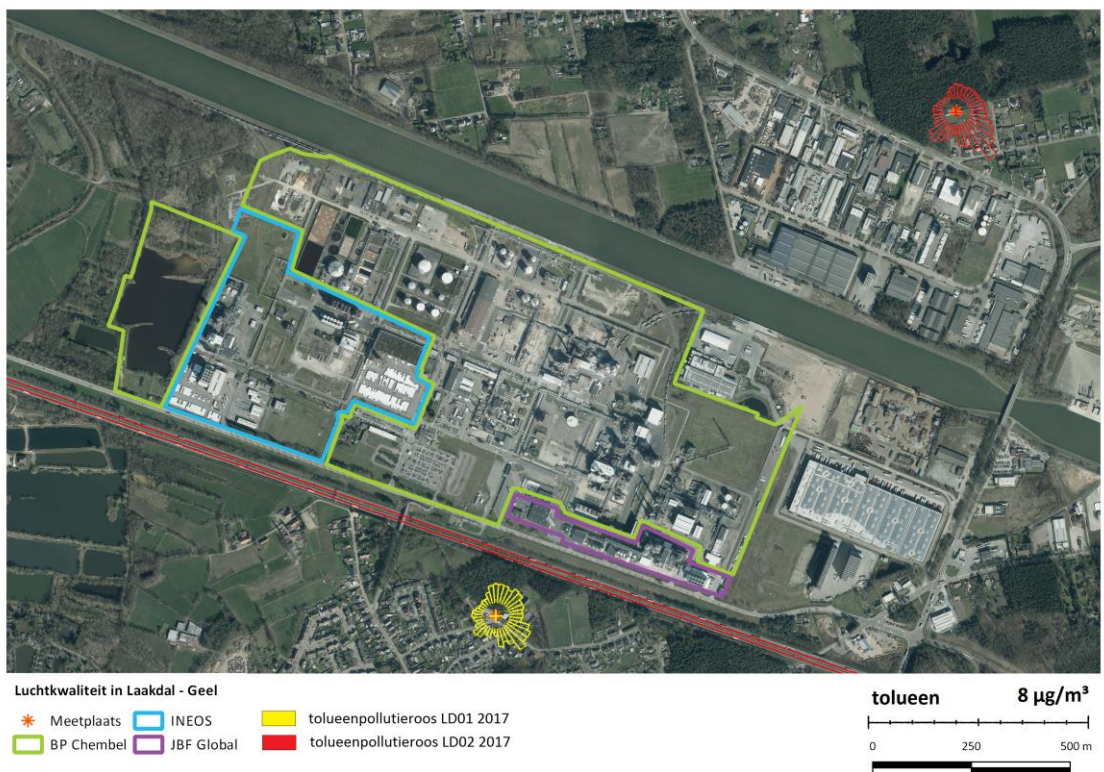 Luchtkwaliteit in Laakdal - Geel
Meetplaats
INEOS
tolueenpollutieroos LD01 2017
BP Chembel
JBF Global
tolueenpollutieroos LD02 2017
tolueen 8 µg/m³
0 250 500 m